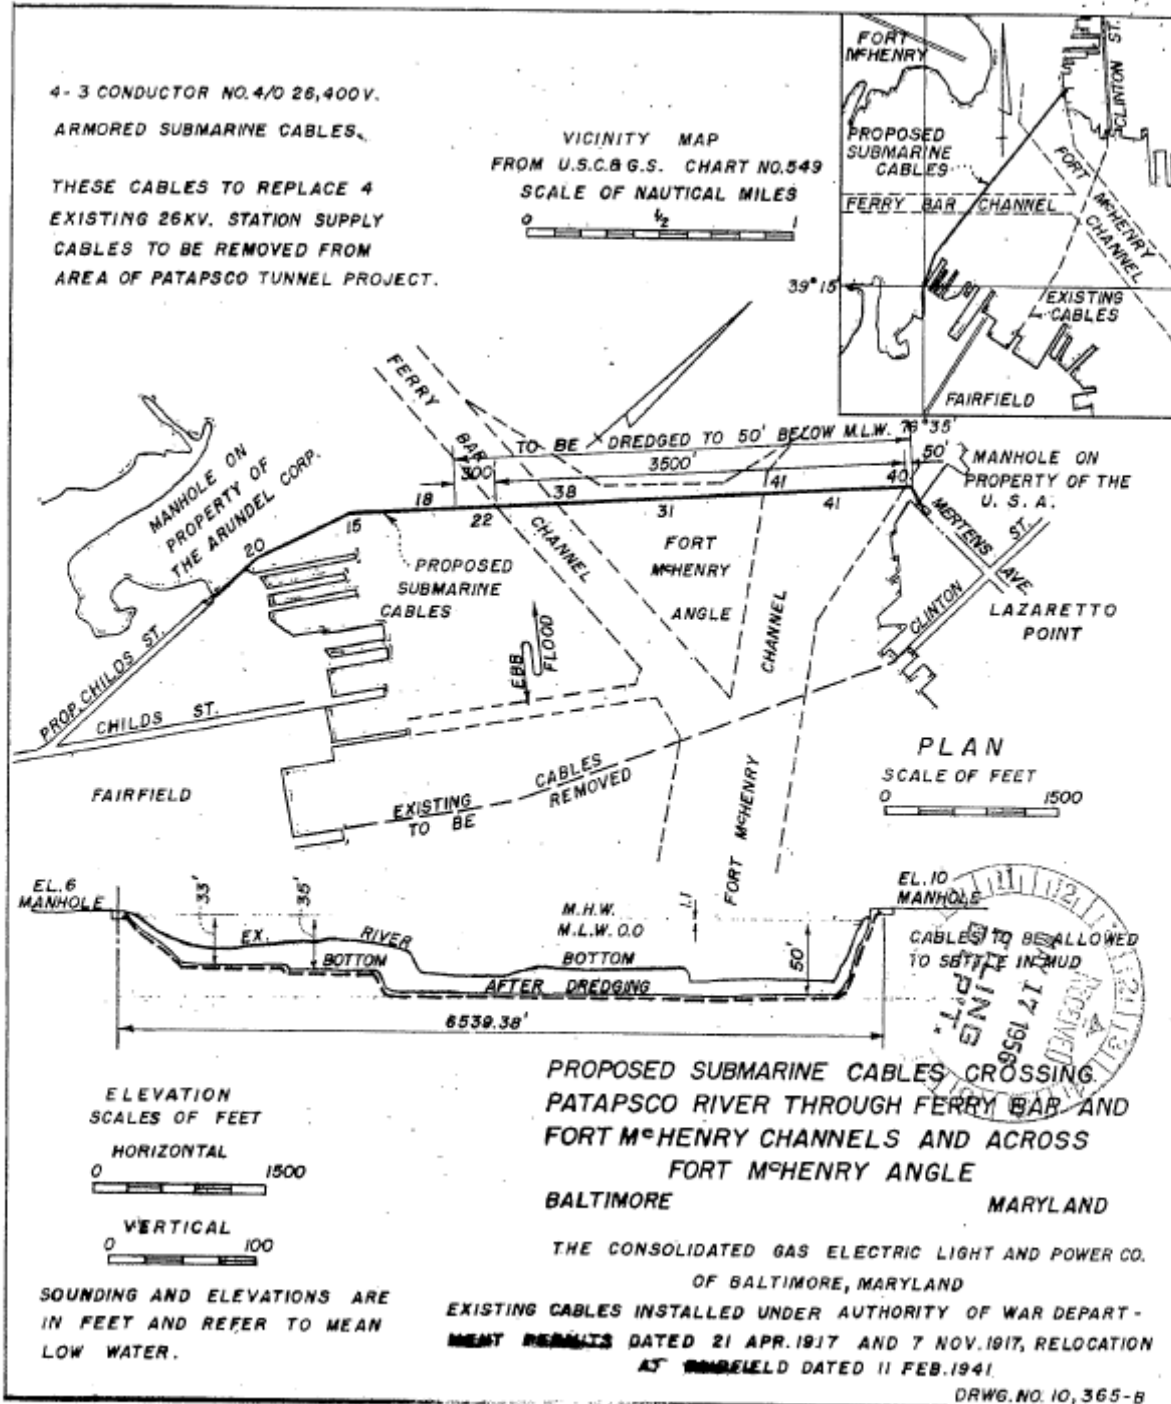 4-3 CONDUCTOR NO. 4/0 26,400 V.
ARMORED SUBMARINE CABLES.
THESE CABLES TO REPLACE 4
EXISTING 26KV. STATION SUPPLY
CABLES TO BE REMOVED FROM
AREA OF PATAPSCO TUNNEL PROJECT.
VICINITY MAP
FROM U.S.C.&G.S. CHART NO. 549
SCALE OF NAUTICAL MILES
0 1/2 1
FORT
McHENRY
CLINTON ST.
PROPOSED
SUBMARINE
CABLES
FORT McHENRY
CHANNEL
FERRY BAR CHANNEL
39° 15'
EXISTING
CABLES
FAIRFIELD
76° 35'
FERRY
BAR
CHANNEL
TO BE DREDGED TO 50' BELOW M.L.W.
300'
3500'
50'
MANHOLE ON
PROPERTY OF THE
U.S.A.
MANHOLE ON
PROPERTY OF
THE ARUNDEL CORP.
20
15
18
22
38
31
41
41
40
PROPOSED
SUBMARINE
CABLES
FORT
McHENRY
ANGLE
CHANNEL
MERTENS AVE.
CLINTON ST.
LAZARETTO
POINT
EBB
FLOOD
PROP. CHILDS ST.
CHILDS ST.
FAIRFIELD
EXISTING CABLES
TO BE REMOVED
FORT McHENRY
PLAN
SCALE OF FEET
0 1500
EL. 6
MANHOLE
33'
35'
EX. RIVER BOTTOM
M.H.W.
M.L.W. 0.0
1.1
BOTTOM
AFTER DREDGING
50'
EL. 10
MANHOLE
CABLES TO BE ALLOWED
TO SETTLE IN MUD
6539.38'
RECEIVED
17 1956
ELEVATION
SCALES OF FEET
HORIZONTAL
0 1500
VERTICAL
0 100
SOUNDING AND ELEVATIONS ARE
IN FEET AND REFER TO MEAN
LOW WATER.
PROPOSED SUBMARINE CABLES CROSSING
PATAPSCO RIVER THROUGH FERRY BAR AND
FORT McHENRY CHANNELS AND ACROSS
FORT McHENRY ANGLE
BALTIMORE MARYLAND
THE CONSOLIDATED GAS ELECTRIC LIGHT AND POWER CO.
OF BALTIMORE, MARYLAND
EXISTING CABLES INSTALLED UNDER AUTHORITY OF WAR DEPART-
MENT PERMITS DATED 21 APR. 1917 AND 7 NOV. 1917, RELOCATION
AT FAIRFIELD DATED 11 FEB. 1941
DRWG. NO. 10,365-B